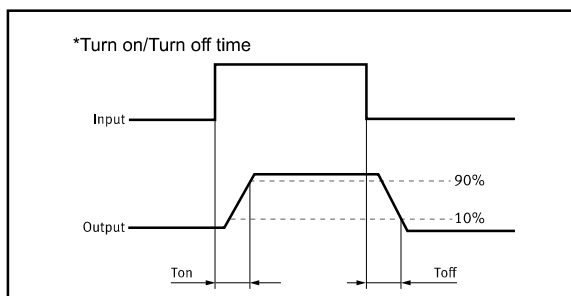 *Turn on/Turn off time
Input
90%
10%
Output
Ton
Toff